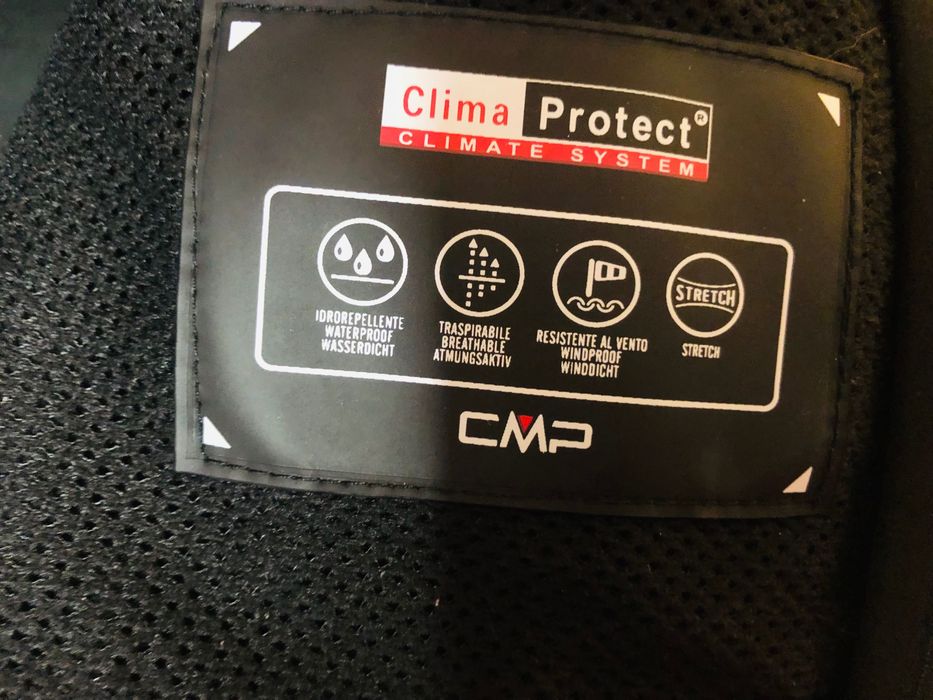 Clima Protect®
CLIMATE SYSTEM
IDROREPELLENTE
WATERPROOF
WASSERDICHT
TRASPIRABILE
BREATHABLE
ATMUNGSAKTIV
RESISTENTE AL VENTO
WINDPROOF
WINDDICHT
STRETCH
STRETCH
CMP